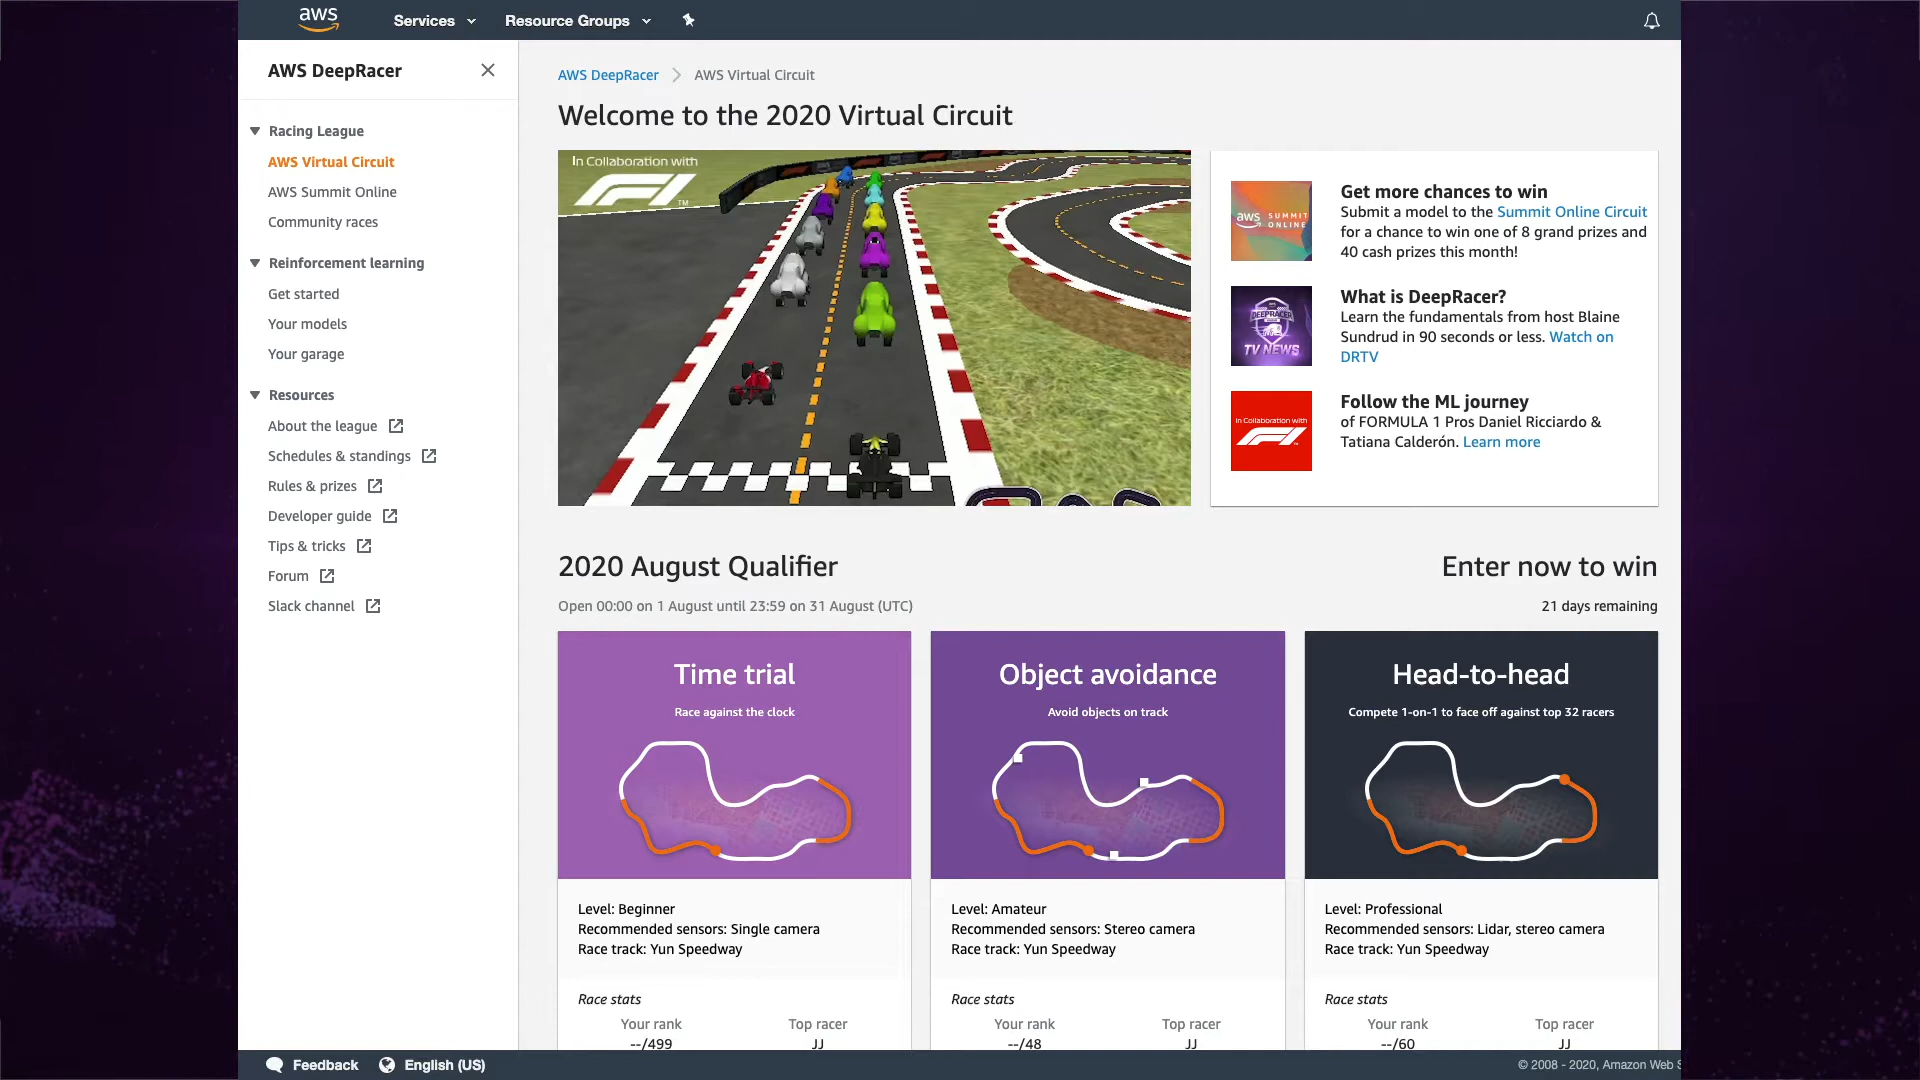 aws
Services
Resource Groups
AWS DeepRacer
Racing League
AWS Virtual Circuit
AWS Summit Online
Community races
Reinforcement learning
Get started
Your models
Your garage
Resources
About the league
Schedules & standings
Rules & prizes
Developer guide
Tips & tricks
Forum
Slack channel
AWS DeepRacer
AWS Virtual Circuit
Welcome to the 2020 Virtual Circuit
In Collaboration with
F1
TM
aws SUMMIT
ONLINE
Get more chances to win
Submit a model to the Summit Online Circuit
for a chance to win one of 8 grand prizes and
40 cash prizes this month!
DEEPRACER
TV NEWS
What is DeepRacer?
Learn the fundamentals from host Blaine
Sundrud in 90 seconds or less. Watch on
DRTV
In Collaboration with
F1
Follow the ML journey
of FORMULA 1 Pros Daniel Ricciardo &
Tatiana Calderón. Learn more
2020 August Qualifier
Enter now to win
Open 00:00 on 1 August until 23:59 on 31 August (UTC)
21 days remaining
Time trial
Race against the clock
Level: Beginner
Recommended sensors: Single camera
Race track: Yun Speedway
Race stats
Your rank
Top racer
--/499
JJ
Object avoidance
Avoid objects on track
Level: Amateur
Recommended sensors: Stereo camera
Race track: Yun Speedway
Race stats
Your rank
Top racer
--/48
JJ
Head-to-head
Compete 1-on-1 to face off against top 32 racers
Level: Professional
Recommended sensors: Lidar, stereo camera
Race track: Yun Speedway
Race stats
Your rank
Top racer
--/60
JJ
Feedback
English (US)
© 2008 - 2020, Amazon Web S